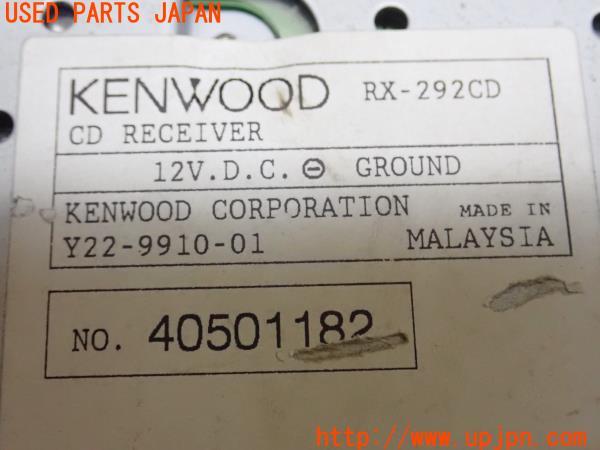 USED PARTS JAPAN
KENWOOD RX-292CD
CD RECEIVER
12V.D.C. ⊖ GROUND
KENWOOD CORPORATION MADE IN
Y22-9910-01 MALAYSIA
NO. 40501182
UPJ
http://www.upjpn.com